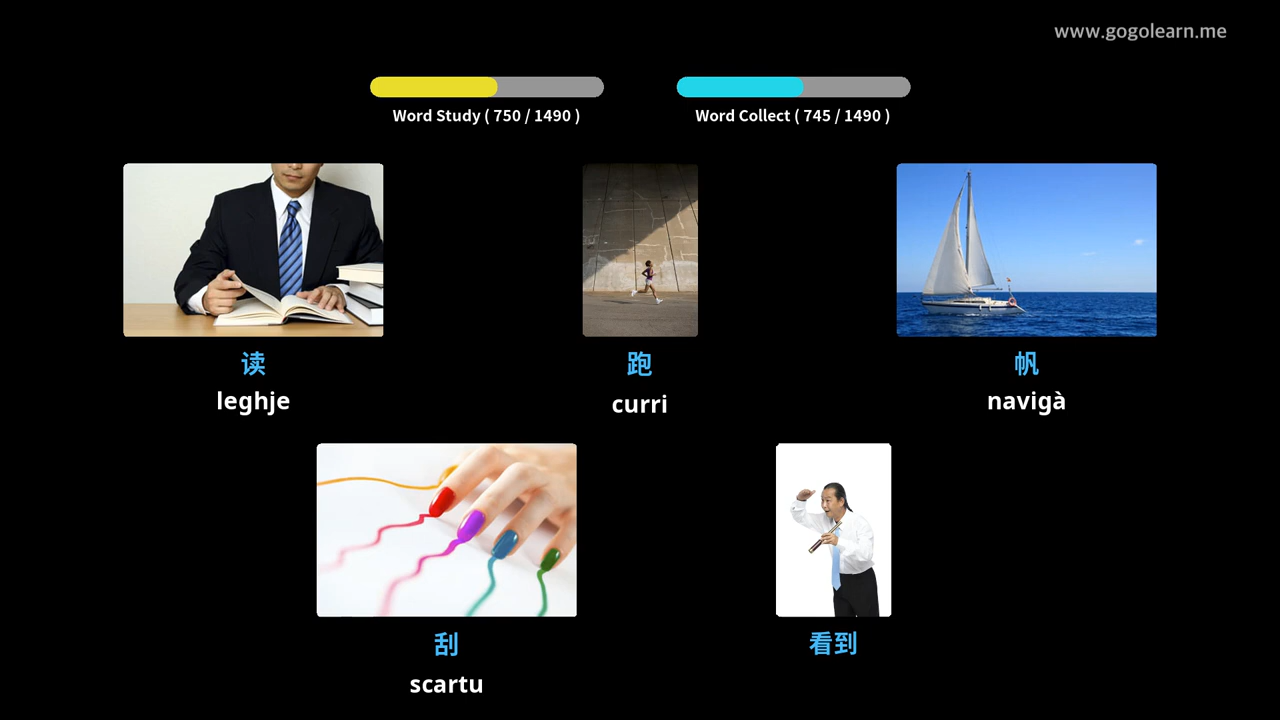 www.gogolearn.me
Word Study ( 750 / 1490 )
Word Collect ( 745 / 1490 )
读
leghje
跑
curri
帆
navigà
刮
scartu
看到